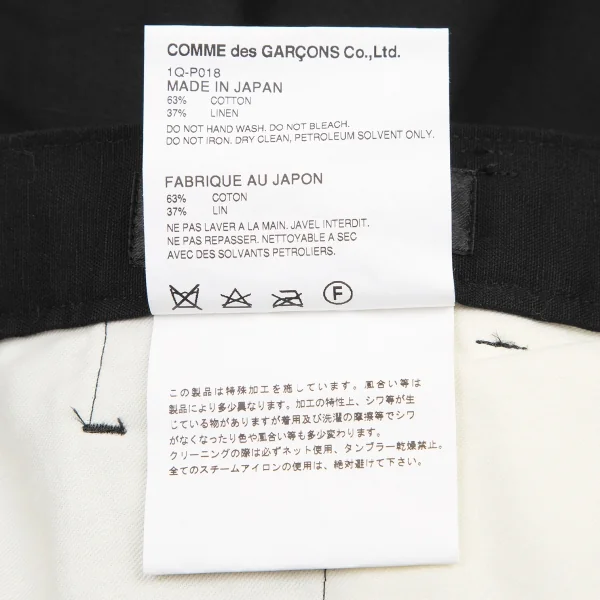 COMME des GARÇONS Co.,Ltd.
1Q-P018
MADE IN JAPAN
63% COTTON
37% LINEN
DO NOT HAND WASH. DO NOT BLEACH.
DO NOT IRON. DRY CLEAN, PETROLEUM SOLVENT ONLY.
FABRIQUE AU JAPON
63% COTON
37% LIN
NE PAS LAVER A LA MAIN. JAVEL INTERDIT.
NE PAS REPASSER. NETTOYABLE A SEC
AVEC DES SOLVANTS PETROLIERS.
F
この製品は特殊加工を施しています。風合い等は
製品により多少異なります。加工の特性上、シワ等が生
じている物がありますが着用及び洗濯の摩擦等でシワ
がなくなったり色や風合い等も多少変わります。
クリーニングの際は必ずネット使用、タンブラー乾燥禁止。
全てのスチームアイロンの使用は、絶対避けて下さい。